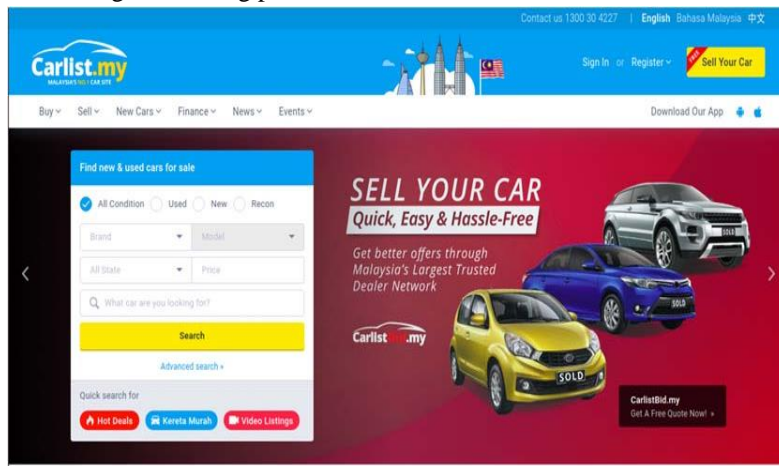 Contact us 1300 30 4227 | English Bahasa Malaysia 中文
Carlist.my
MALAYSIA'S NO.1 CAR SITE
Sign In or Register
FREE
Sell Your Car
Buy Sell New Cars Finance News Events
Download Our App
Find new & used cars for sale
All Condition Used New Recon
Brand Model
All State Price
What car are you looking for?
Search
Advanced search »
Quick search for
Hot Deals Kereta Murah Video Listings
SELL YOUR CAR
Quick, Easy & Hassle-Free
Get better offers through
Malaysia's Largest Trusted
Dealer Network
CarlistBid.my
SOLD
SOLD
SOLD
CarlistBid.my
Get A Free Quote Now! »